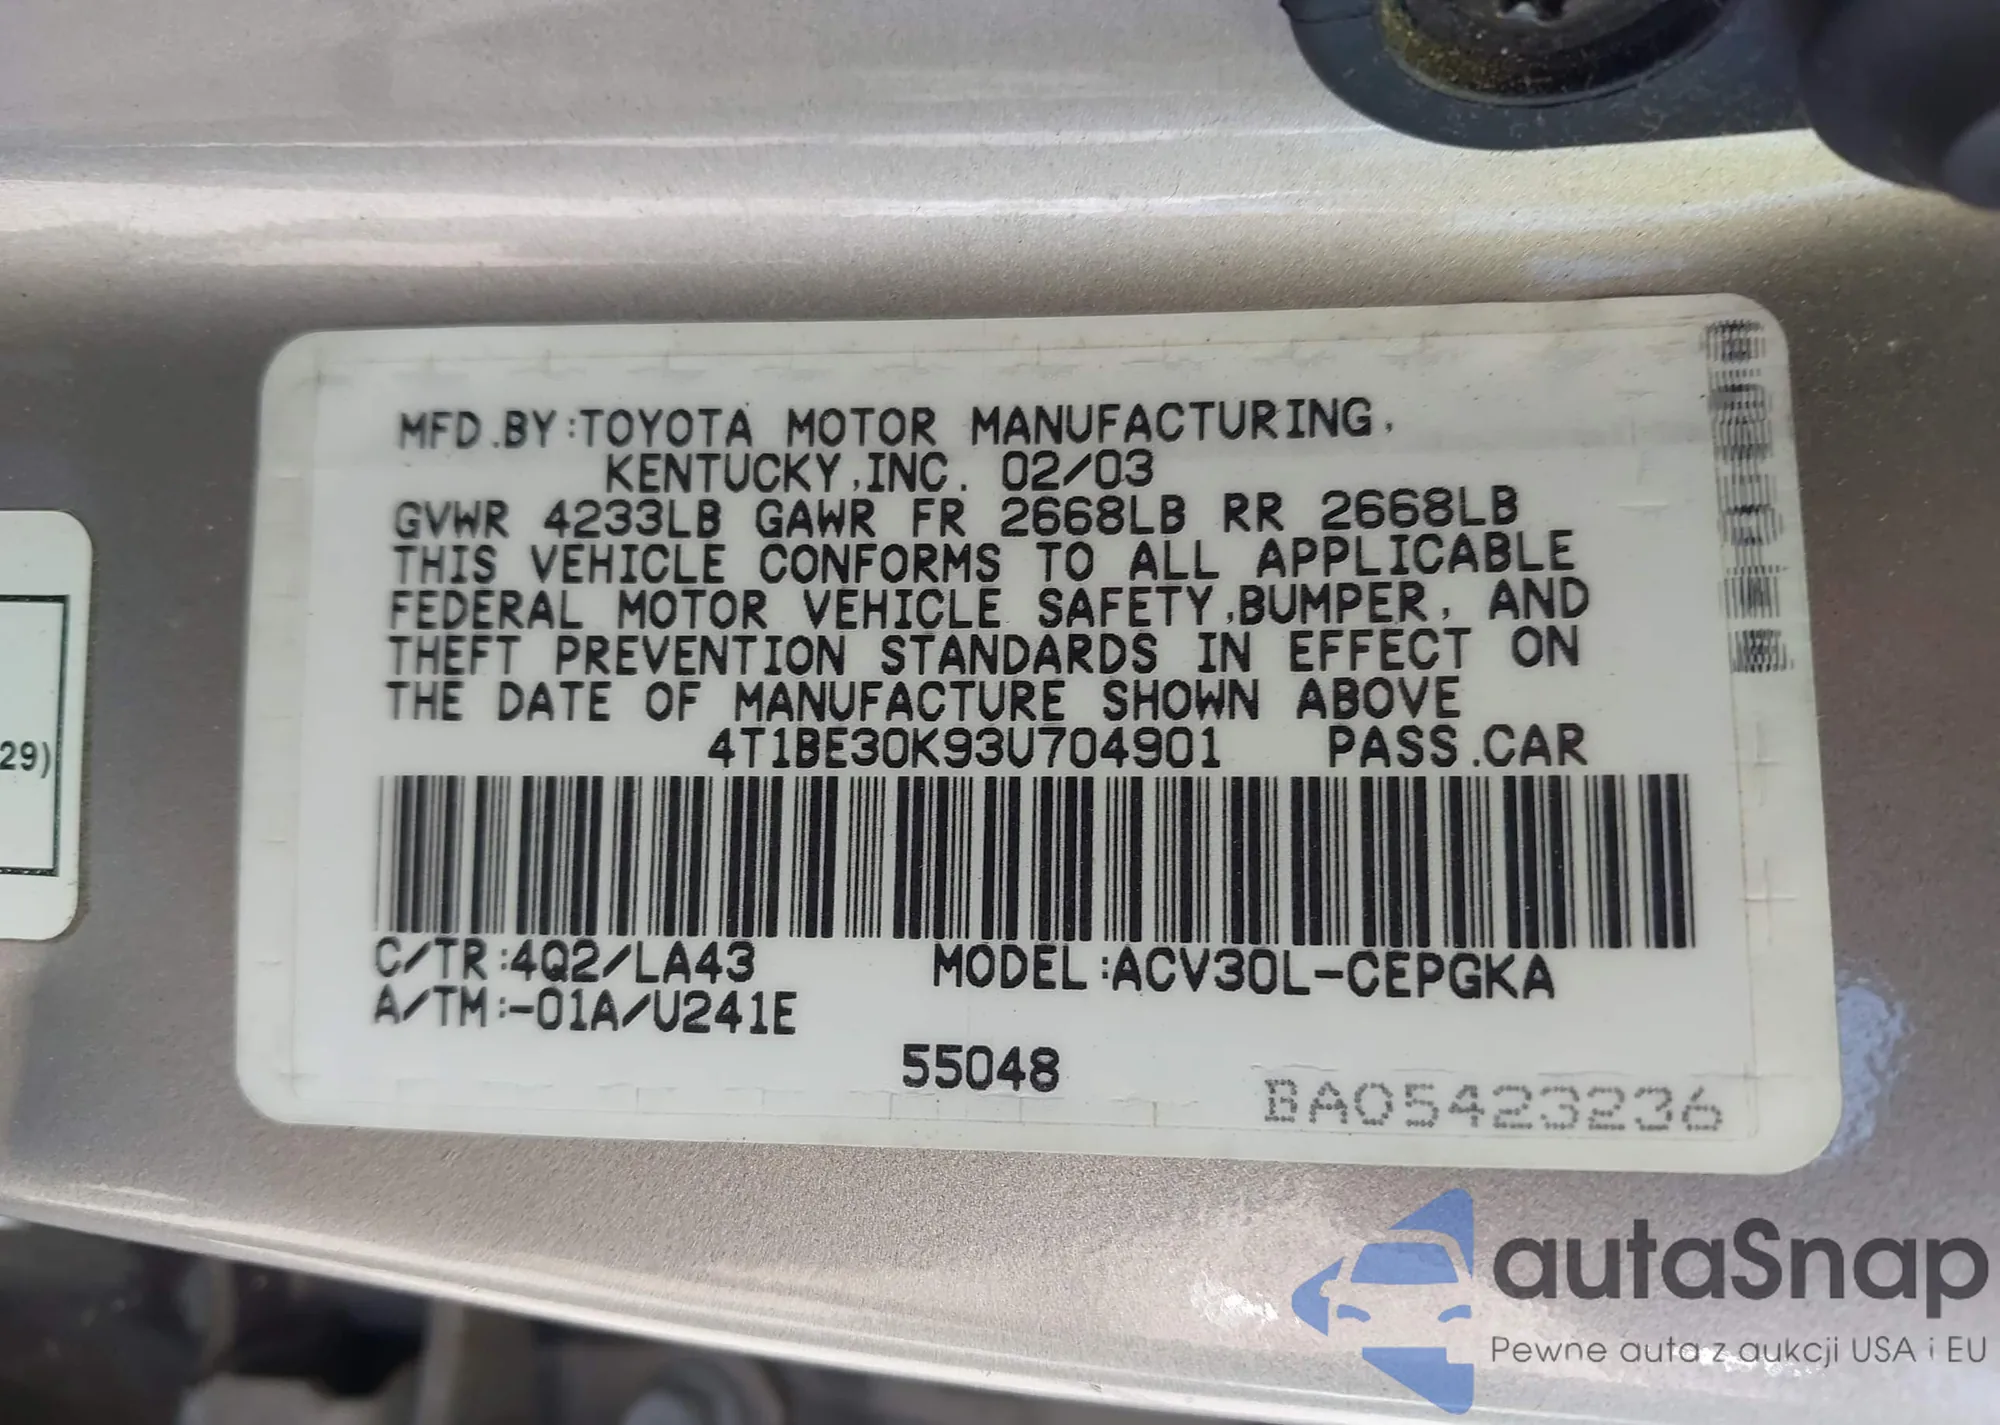 MFD.BY:TOYOTA MOTOR MANUFACTURING,
KENTUCKY,INC. 02/03
GVWR 4233LB GAWR FR 2668LB RR 2668LB
THIS VEHICLE CONFORMS TO ALL APPLICABLE
FEDERAL MOTOR VEHICLE SAFETY,BUMPER, AND
THEFT PREVENTION STANDARDS IN EFFECT ON
THE DATE OF MANUFACTURE SHOWN ABOVE
4T1BE30K93U704901 PASS.CAR
C/TR:4Q2/LA43 MODEL:ACV30L-CEPGKA
A/TM:-01A/U241E
55048
BA05423236
29)
autaSnap
Pewne auta z aukcji USA i EU